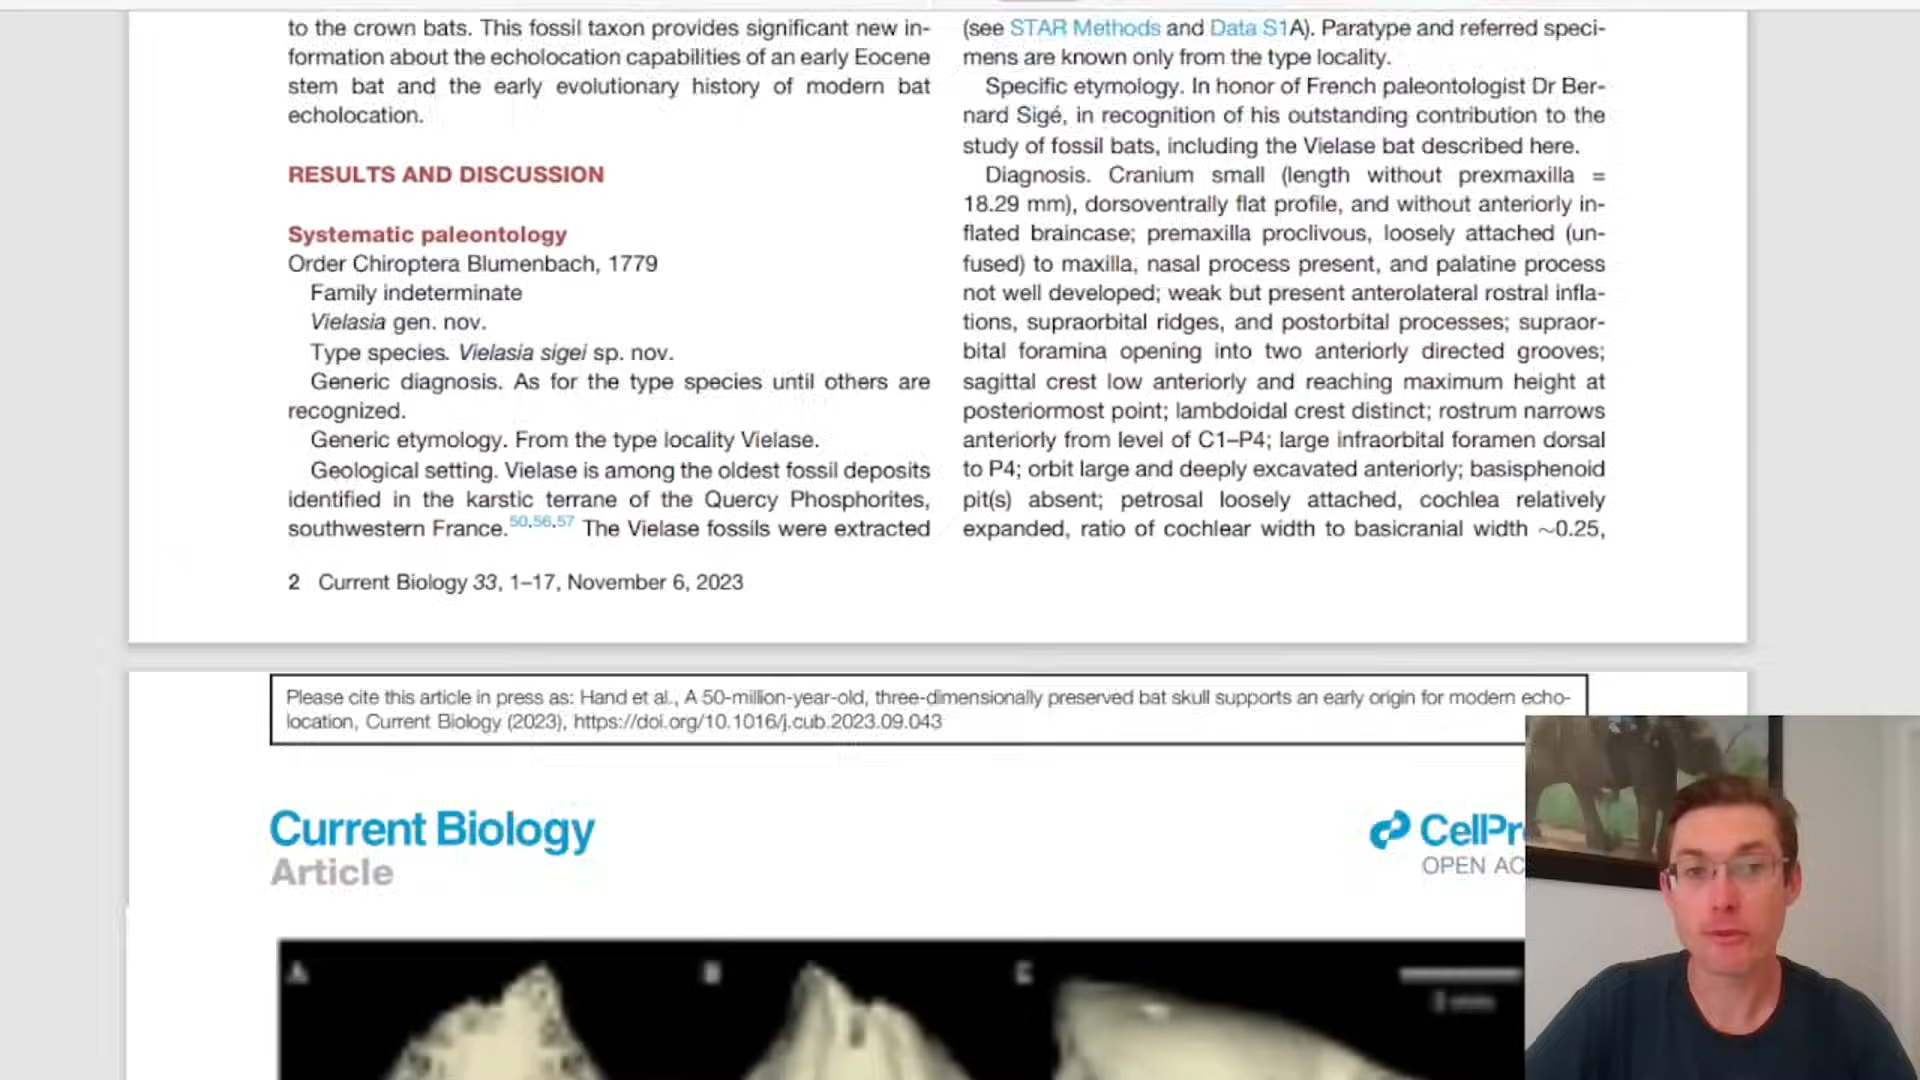 to the crown bats. This fossil taxon provides significant new in-
formation about the echolocation capabilities of an early Eocene
stem bat and the early evolutionary history of modern bat
echolocation.
RESULTS AND DISCUSSION
Systematic paleontology
Order Chiroptera Blumenbach, 1779
Family indeterminate
Vielasia gen. nov.
Type species. Vielasia sigei sp. nov.
Generic diagnosis. As for the type species until others are
recognized.
Generic etymology. From the type locality Vielase.
Geological setting. Vielase is among the oldest fossil deposits
identified in the karstic terrane of the Quercy Phosphorites,
southwestern France.50,56,57 The Vielase fossils were extracted
(see STAR Methods and Data S1A). Paratype and referred speci-
mens are known only from the type locality.
Specific etymology. In honor of French paleontologist Dr Ber-
nard Sigé, in recognition of his outstanding contribution to the
study of fossil bats, including the Vielase bat described here.
Diagnosis. Cranium small (length without prexmaxilla =
18.29 mm), dorsoventrally flat profile, and without anteriorly in-
flated braincase; premaxilla proclivous, loosely attached (un-
fused) to maxilla, nasal process present, and palatine process
not well developed; weak but present anterolateral rostral infla-
tions, supraorbital ridges, and postorbital processes; supraor-
bital foramina opening into two anteriorly directed grooves;
sagittal crest low anteriorly and reaching maximum height at
posteriormost point; lambdoidal crest distinct; rostrum narrows
anteriorly from level of C1–P4; large infraorbital foramen dorsal
to P4; orbit large and deeply excavated anteriorly; basisphenoid
pit(s) absent; petrosal loosely attached, cochlea relatively
expanded, ratio of cochlear width to basicranial width ~0.25,
2 Current Biology 33, 1–17, November 6, 2023
Please cite this article in press as: Hand et al., A 50-million-year-old, three-dimensionally preserved bat skull supports an early origin for modern echo-
location, Current Biology (2023), https://doi.org/10.1016/j.cub.2023.09.043
Current Biology
Article
CellPr
OPEN AC
A B C